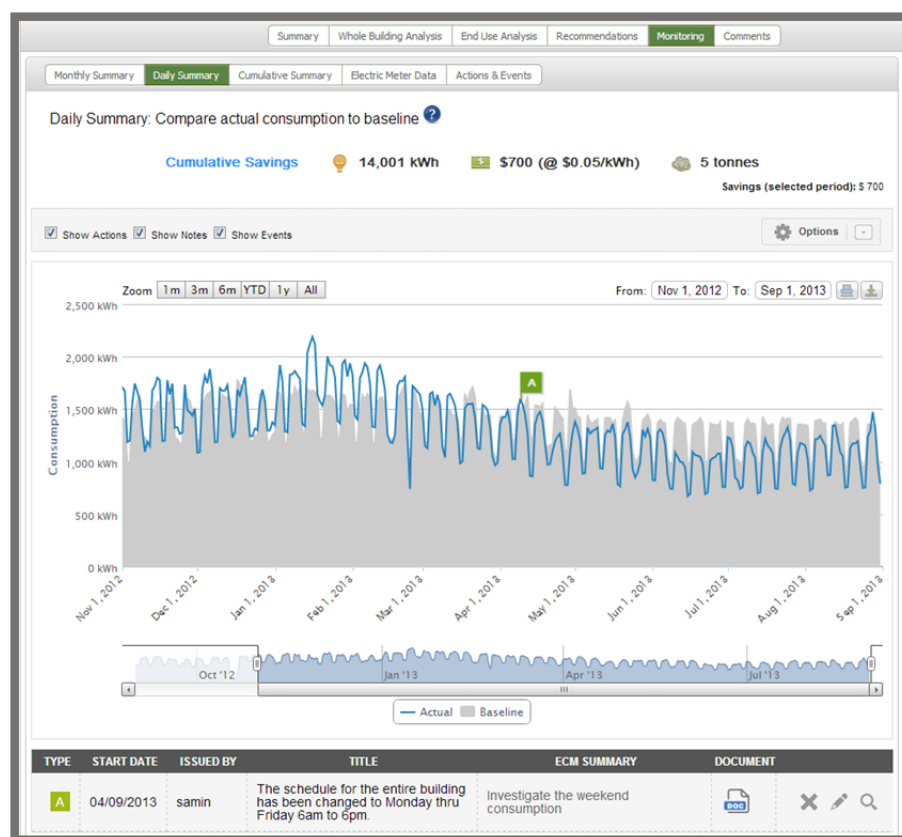 Summary Whole Building Analysis End Use Analysis Recommendations Monitoring Comments
Monthly Summary Daily Summary Cumulative Summary Electric Meter Data Actions & Events
Daily Summary: Compare actual consumption to baseline ?
Cumulative Savings 14,001 kWh $ $700 (@ $0.05/kWh) 5 tonnes
Savings (selected period): $ 700
Show Actions Show Notes Show Events Options
Zoom 1m 3m 6m YTD 1y All From: Nov 1, 2012 To: Sep 1, 2013
2,500 kWh
2,000 kWh
A
1,500 kWh
Consumption
1,000 kWh
500 kWh
0 kWh
Nov 1, 2012 Dec 1, 2012 Jan 1, 2013 Feb 1, 2013 Mar 1, 2013 Apr 1, 2013 May 1, 2013 Jun 1, 2013 Jul 1, 2013 Aug 1, 2013 Sep 1, 2013
Oct '12 Jan '13 Apr '13 Jul '13
Actual Baseline
TYPE START DATE ISSUED BY TITLE ECM SUMMARY DOCUMENT
A 04/09/2013 samin
The schedule for the entire building
has been changed to Monday thru
Friday 6am to 6pm.
Investigate the weekend
consumption
DOC